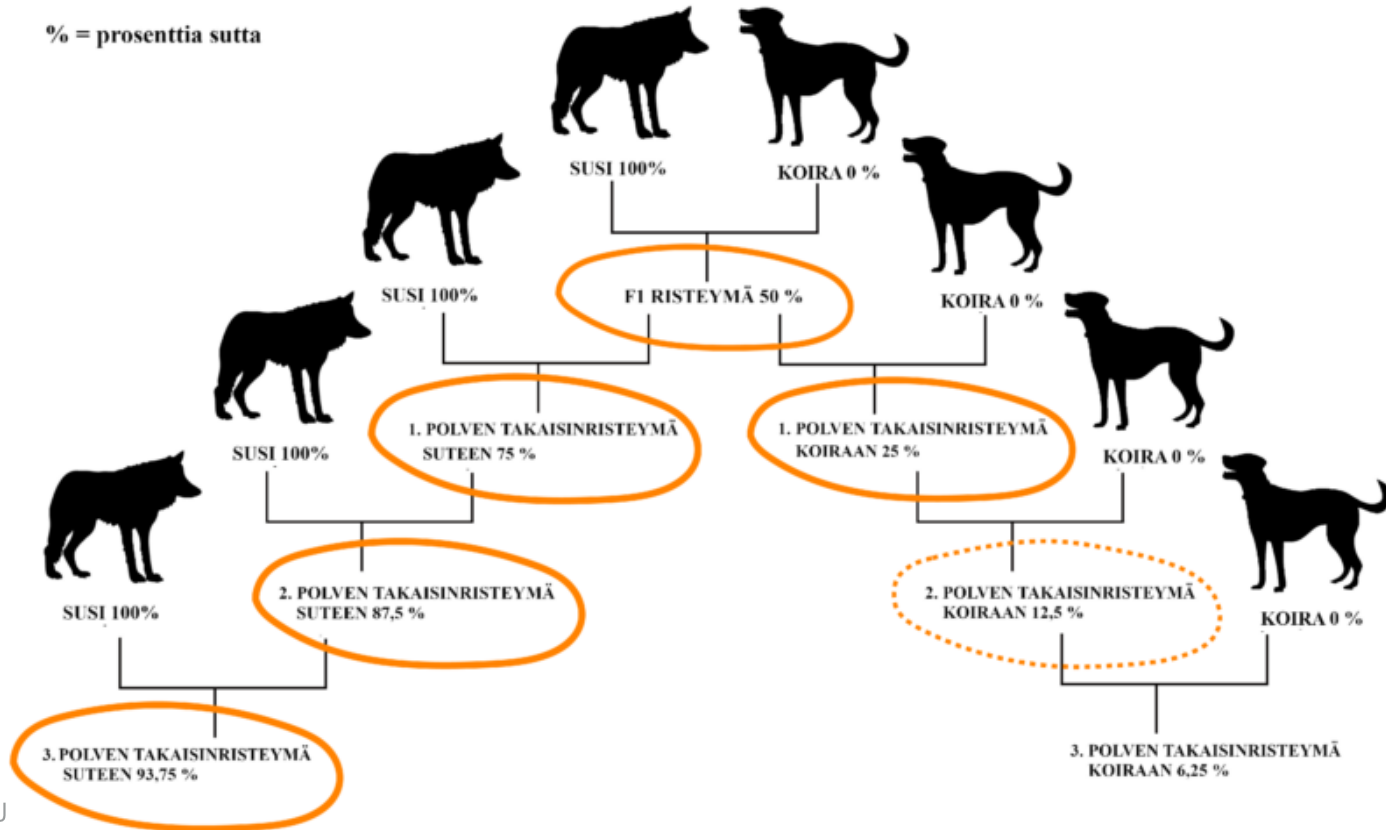 % = prosenttia sutta
SUSI 100%
KOIRA 0 %
SUSI 100%
F1 RISTEYMÄ 50 %
KOIRA 0 %
SUSI 100%
1. POLVEN TAKAISINRISTEYMÄ
SUTEEN 75 %
1. POLVEN TAKAISINRISTEYMÄ
KOIRAAN 25 %
KOIRA 0 %
SUSI 100%
2. POLVEN TAKAISINRISTEYMÄ
SUTEEN 87,5 %
2. POLVEN TAKAISINRISTEYMÄ
KOIRAAN 12,5 %
KOIRA 0 %
3. POLVEN TAKAISINRISTEYMÄ
SUTEEN 93,75 %
3. POLVEN TAKAISINRISTEYMÄ
KOIRAAN 6,25 %